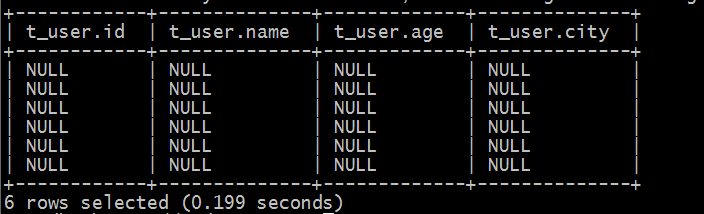 +------------+--------------+-------------+--------------+
| t_user.id | t_user.name | t_user.age | t_user.city |
+------------+--------------+-------------+--------------+
| NULL | NULL | NULL | NULL |
| NULL | NULL | NULL | NULL |
| NULL | NULL | NULL | NULL |
| NULL | NULL | NULL | NULL |
| NULL | NULL | NULL | NULL |
| NULL | NULL | NULL | NULL |
+------------+--------------+-------------+--------------+
6 rows selected (0.199 seconds)